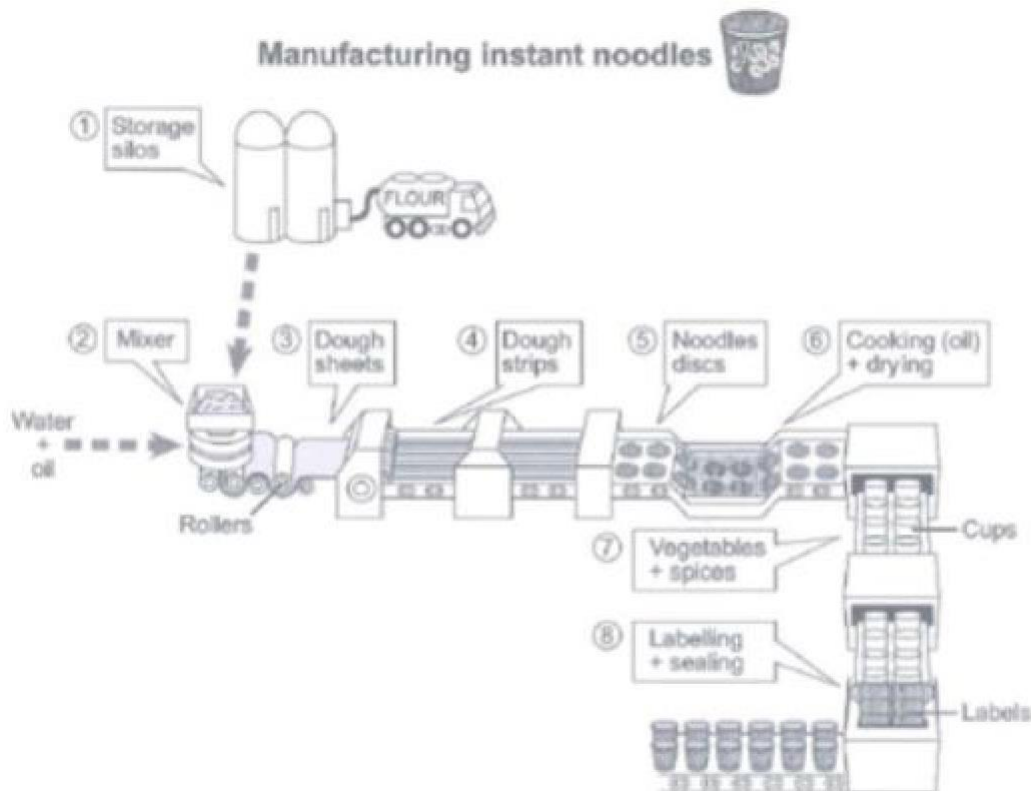 Manufacturing instant noodles
① Storage
silos
FLOUR
② Mixer
③ Dough
sheets
④ Dough
strips
⑤ Noodles
discs
⑥ Cooking (oil)
+ drying
Water
+
oil
Rollers
Cups
⑦ Vegetables
+ spices
⑧ Labelling
+ sealing
Labels